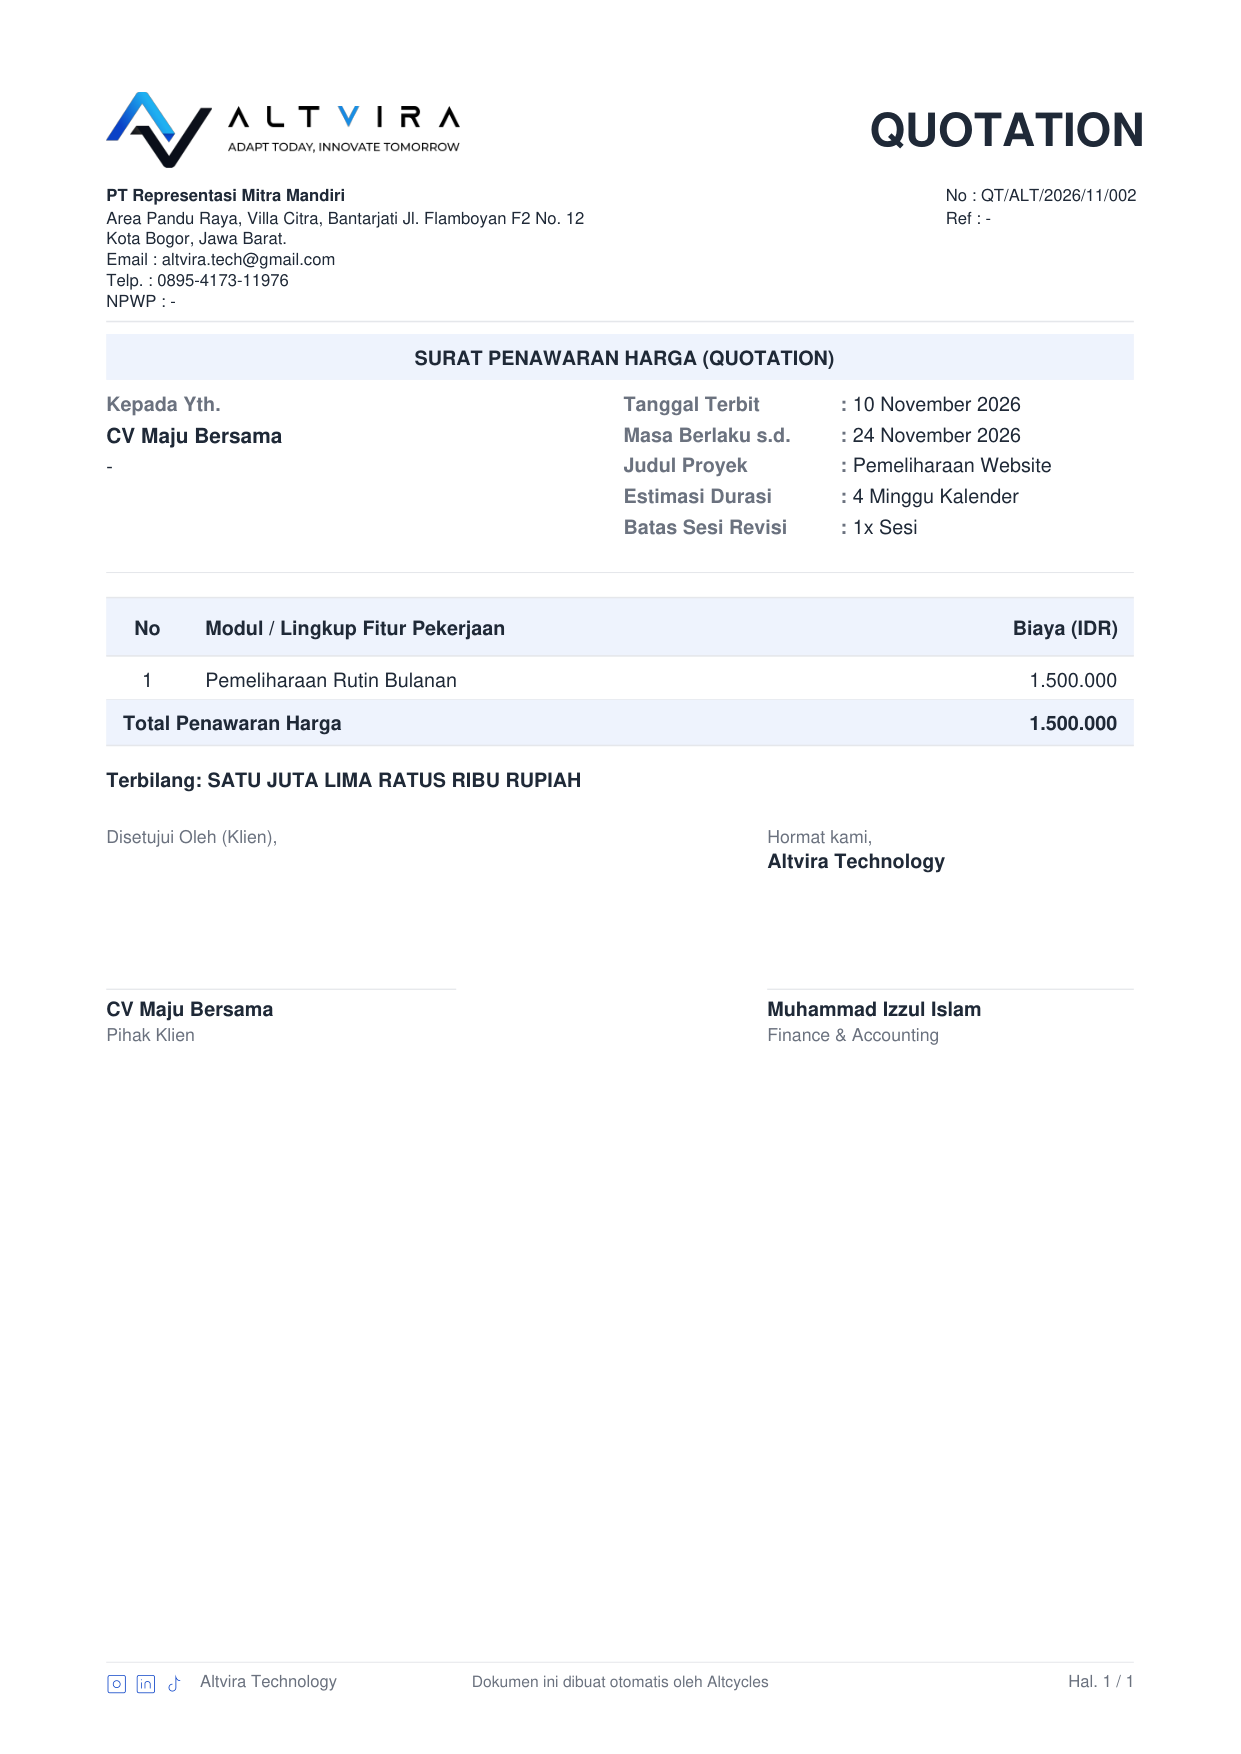 ALTVIRA
ADAPT TODAY, INNOVATE TOMORROW
QUOTATION
PT Representasi Mitra Mandiri
Area Pandu Raya, Villa Citra, Bantarjati Jl. Flamboyan F2 No. 12
Kota Bogor, Jawa Barat.
Email : altvira.tech@gmail.com
Telp. : 0895-4173-11976
NPWP : -
No : QT/ALT/2026/11/002
Ref : -
SURAT PENAWARAN HARGA (QUOTATION)
Kepada Yth.
CV Maju Bersama
-
Tanggal Terbit : 10 November 2026
Masa Berlaku s.d. : 24 November 2026
Judul Proyek : Pemeliharaan Website
Estimasi Durasi : 4 Minggu Kalender
Batas Sesi Revisi : 1x Sesi
No Modul / Lingkup Fitur Pekerjaan Biaya (IDR)
1 Pemeliharaan Rutin Bulanan 1.500.000
Total Penawaran Harga 1.500.000
Terbilang: SATU JUTA LIMA RATUS RIBU RUPIAH
Disetujui Oleh (Klien),
CV Maju Bersama
Pihak Klien
Hormat kami,
Altvira Technology
Muhammad Izzul Islam
Finance & Accounting
in Altvira Technology Dokumen ini dibuat otomatis oleh Altcycles Hal. 1 / 1